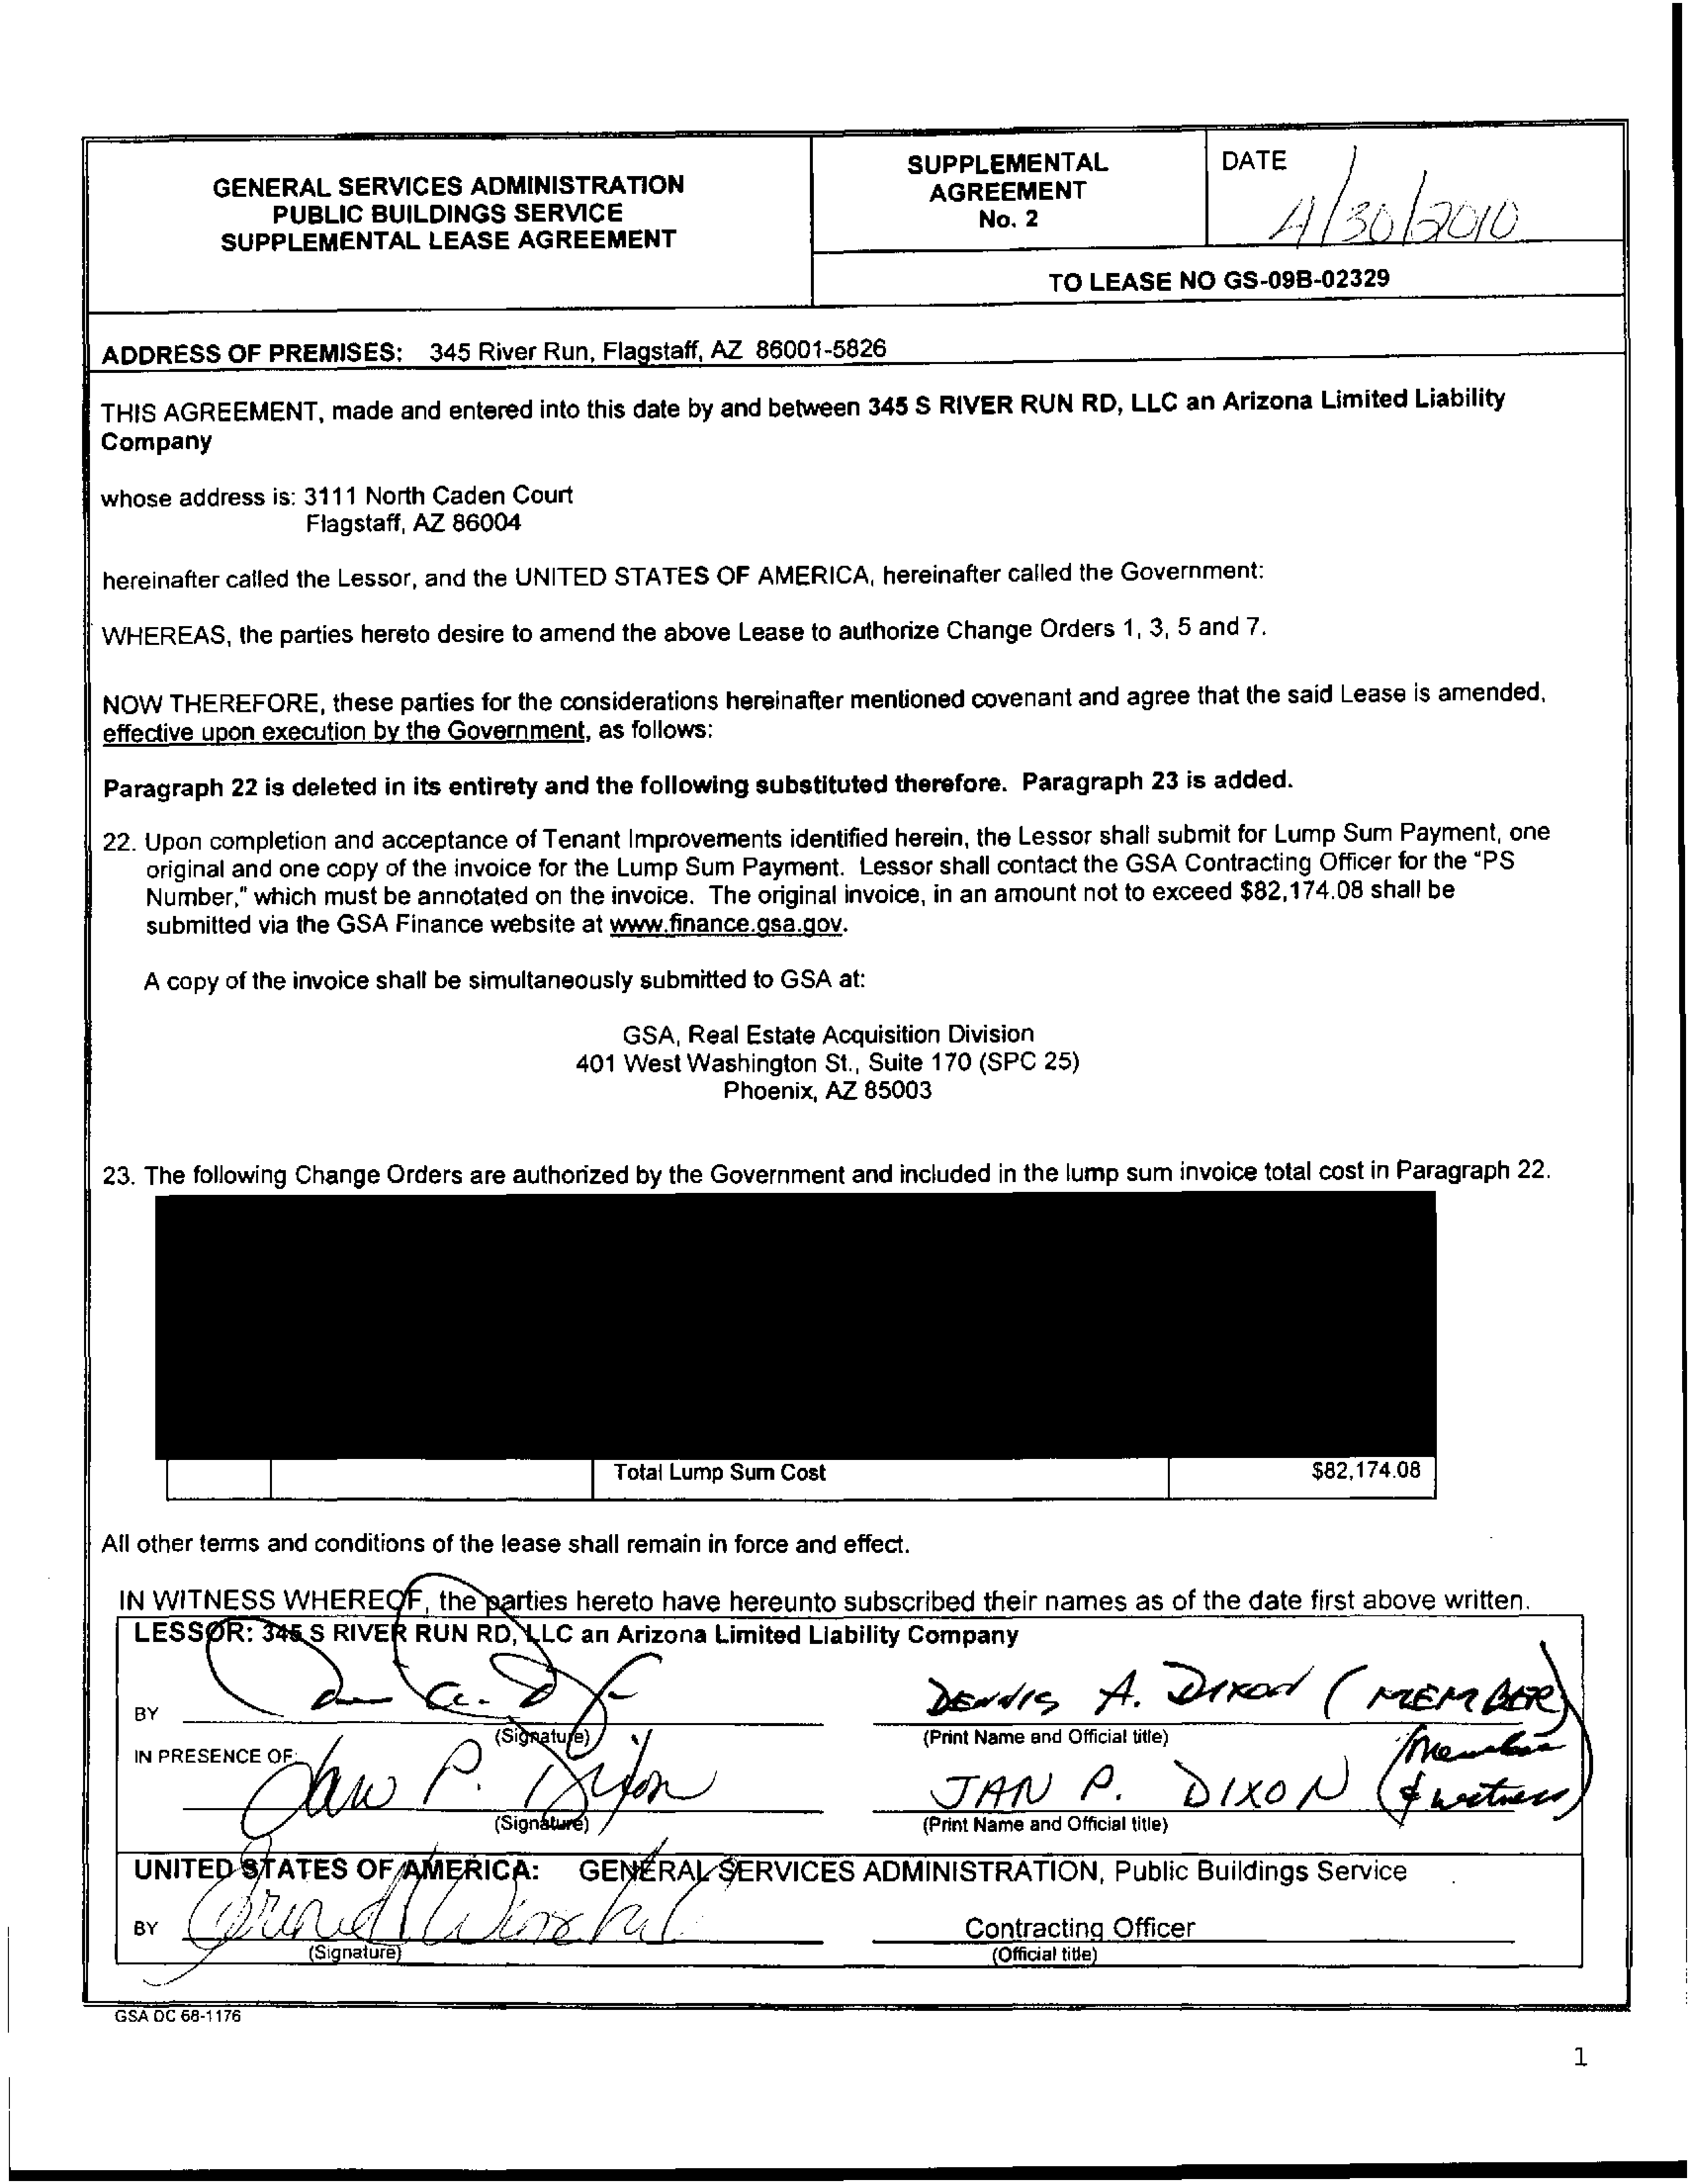 GENERAL SERVICES ADMINISTRATION
PUBLIC BUILDINGS SERVICE
SUPPLEMENTAL LEASE AGREEMENT
SUPPLEMENTAL
AGREEMENT
No. 2
DATE
4/30/2010
TO LEASE NO GS-09B-02329
ADDRESS OF PREMISES: 345 River Run, Flagstaff, AZ 86001-5826
THIS AGREEMENT, made and entered into this date by and between 345 S RIVER RUN RD, LLC an Arizona Limited Liability
Company
whose address is: 3111 North Caden Court
Flagstaff, AZ 86004
hereinafter called the Lessor, and the UNITED STATES OF AMERICA, hereinafter called the Government:
WHEREAS, the parties hereto desire to amend the above Lease to authorize Change Orders 1, 3, 5 and 7.
NOW THEREFORE, these parties for the considerations hereinafter mentioned covenant and agree that the said Lease is amended,
effective upon execution by the Government, as follows:
Paragraph 22 is deleted in its entirety and the following substituted therefore. Paragraph 23 is added.
22. Upon completion and acceptance of Tenant Improvements identified herein, the Lessor shall submit for Lump Sum Payment, one
original and one copy of the invoice for the Lump Sum Payment. Lessor shall contact the GSA Contracting Officer for the "PS
Number," which must be annotated on the invoice. The original invoice, in an amount not to exceed $82,174.08 shall be
submitted via the GSA Finance website at www.finance.gsa.gov.
A copy of the invoice shall be simultaneously submitted to GSA at:
GSA, Real Estate Acquisition Division
401 West Washington St., Suite 170 (SPC 25)
Phoenix, AZ 85003
23. The following Change Orders are authorized by the Government and included in the lump sum invoice total cost in Paragraph 22.
Total Lump Sum Cost $82,174.08
All other terms and conditions of the lease shall remain in force and effect.
IN WITNESS WHEREOF, the parties hereto have hereunto subscribed their names as of the date first above written.
LESSOR: 345 S RIVER RUN RD, LLC an Arizona Limited Liability Company
BY
DENNIS A. DIXON (MEMBER)
(Signature)
(Print Name and Official title)
IN PRESENCE OF:
Jan P. Dixon
JAN P. DIXON (Member
& witness)
(Signature)
(Print Name and Official title)
UNITED STATES OF AMERICA: GENERAL SERVICES ADMINISTRATION, Public Buildings Service
BY
Contracting Officer
(Signature)
(Official title)
GSA DC 68-1176
1